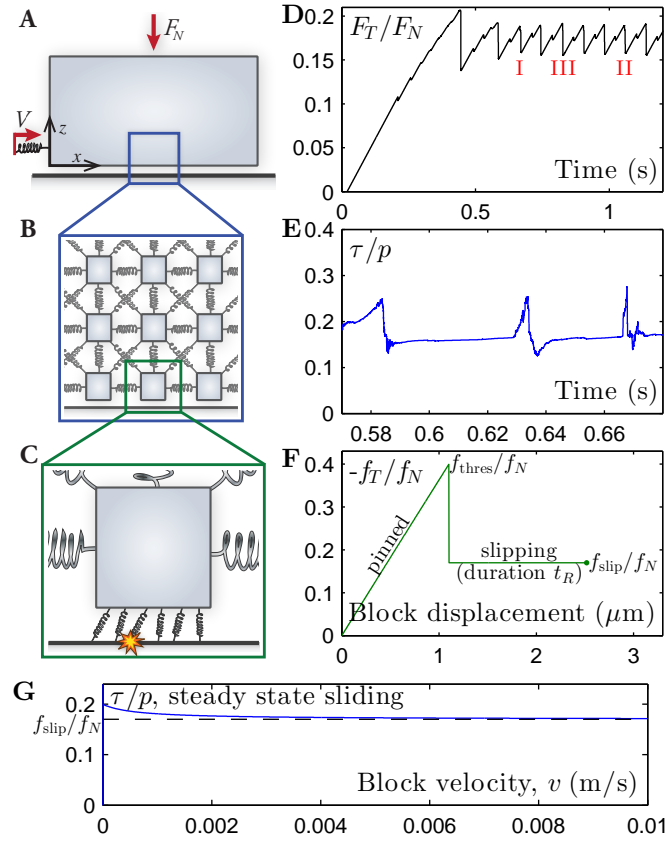 A
F_N
V
z
x
B
C
D
F_T/F_N
0.2
0.15
0.1
0.05
0
I
III
II
Time (s)
0
0.5
1
E
τ/p
0.4
0.3
0.2
0.1
0
Time (s)
0.58
0.6
0.62
0.64
0.66
F
-f_T/f_N
f_thres/f_N
0.4
0.3
0.2
0.1
0
pinned
slipping
(duration t_R)
f_slip/f_N
Block displacement (μm)
0
1
2
3
G
τ/p, steady state sliding
0.2
f_slip/f_N
0.1
0
Block velocity, v (m/s)
0
0.002
0.004
0.006
0.008
0.01